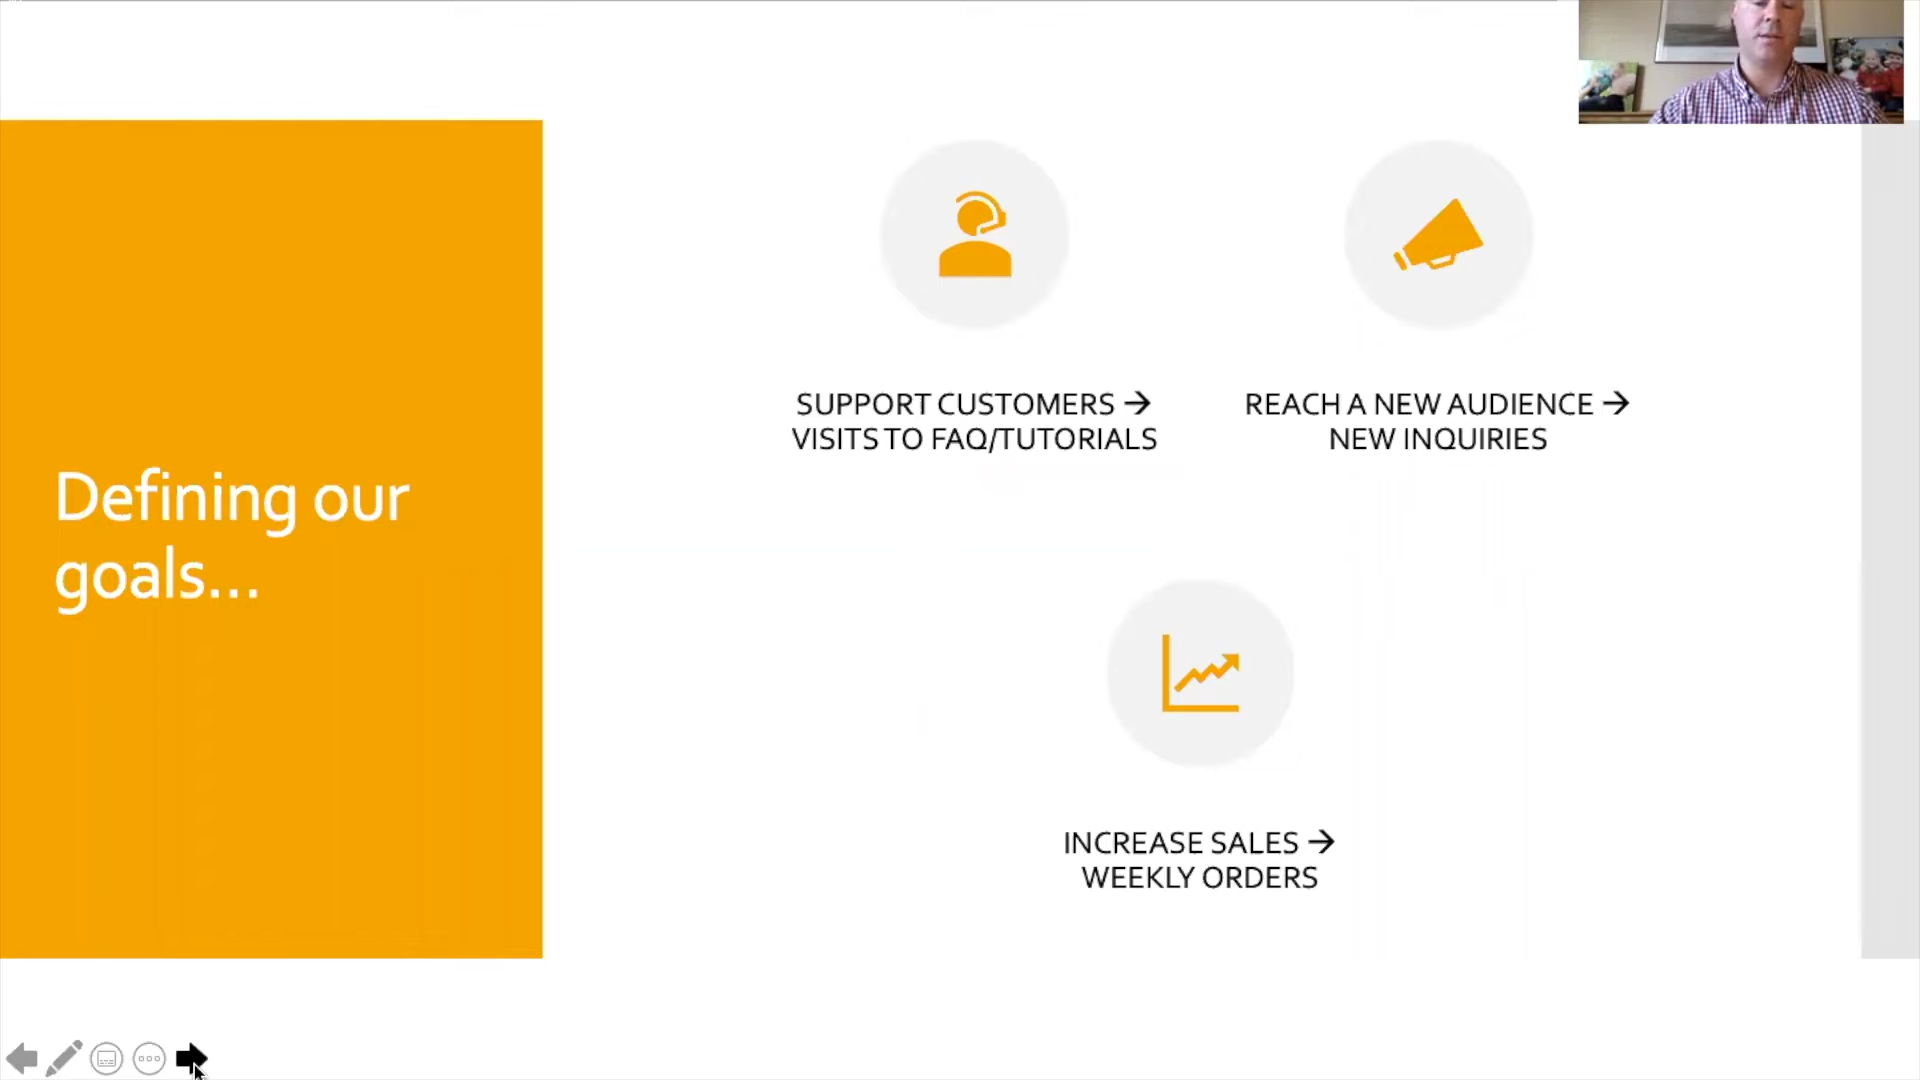 Defining our
goals...
SUPPORT CUSTOMERS →
VISITS TO FAQ/TUTORIALS
REACH A NEW AUDIENCE →
NEW INQUIRIES
INCREASE SALES →
WEEKLY ORDERS